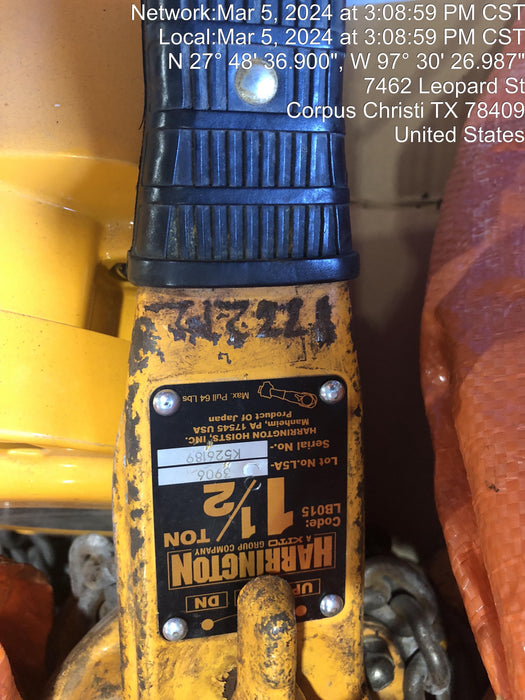 Network:Mar 5, 2024 at 3:08:59 PM CST
Local:Mar 5, 2024 at 3:08:59 PM CST
N 27° 48' 36.900", W 97° 30' 26.987"
7462 Leopard St
Corpus Christi TX 78409
United States
UP
DN
HARRINGTON
A KITO GROUP COMPANY
Code:
LB015
1 1/2 TON
Lot No.L5A- 3906
Serial No.- K526189
HARRINGTON HOISTS, INC.
Manheim, PA 17545 USA
Product Of Japan
Max. Pull 64 Lbs